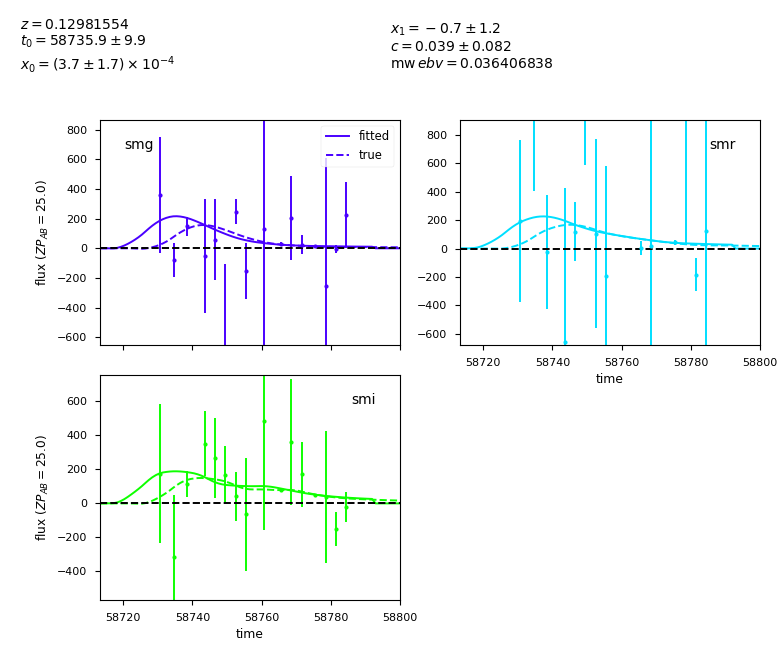 z = 0.12981554
t₀ = 58735.9 ± 9.9
x₀ = (3.7 ± 1.7) × 10⁻⁴
x₁ = −0.7 ± 1.2
c = 0.039 ± 0.082
mw ebv = 0.036406838
smg
fitted
true
flux (ZP_AB = 25.0)
800
600
400
200
0
−200
−400
−600
smr
800
600
400
200
0
−200
−400
−600
58720 58740 58760 58780 58800
time
smi
flux (ZP_AB = 25.0)
600
400
200
0
−200
−400
58720 58740 58760 58780 58800
time